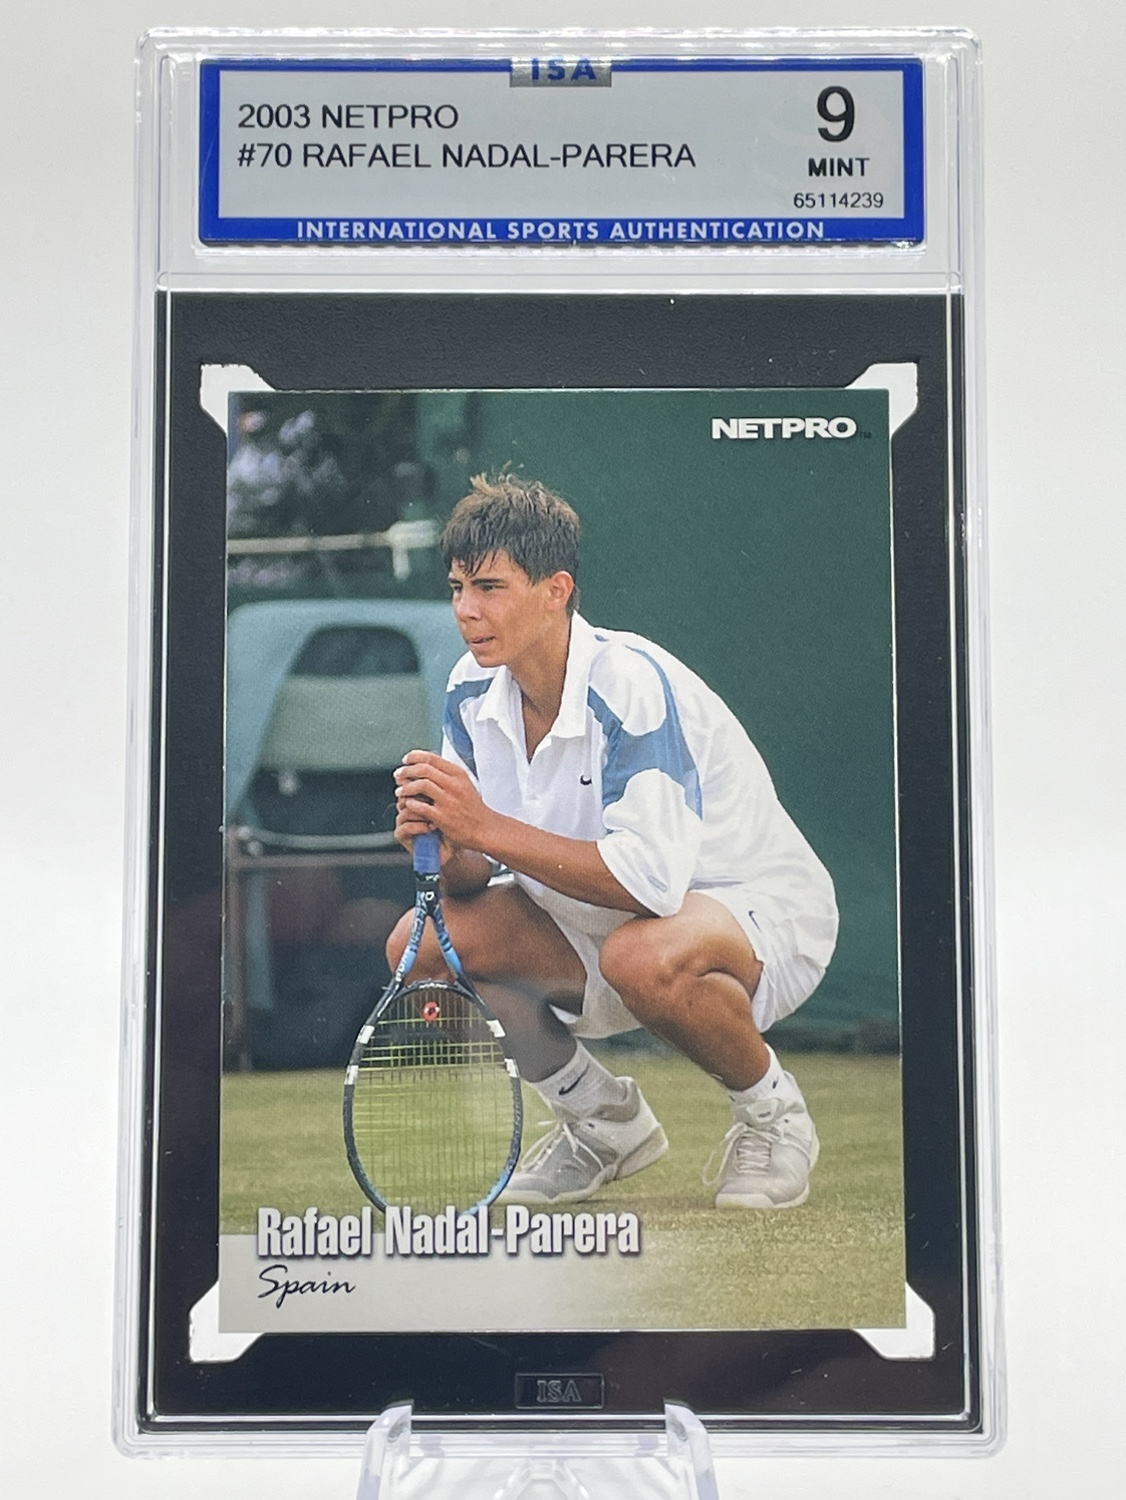 ISA
2003 NETPRO
#70 RAFAEL NADAL-PARERA
9
MINT
65114239
INTERNATIONAL SPORTS AUTHENTICATION
NETPRO
Rafael Nadal-Parera
Spain
ISA